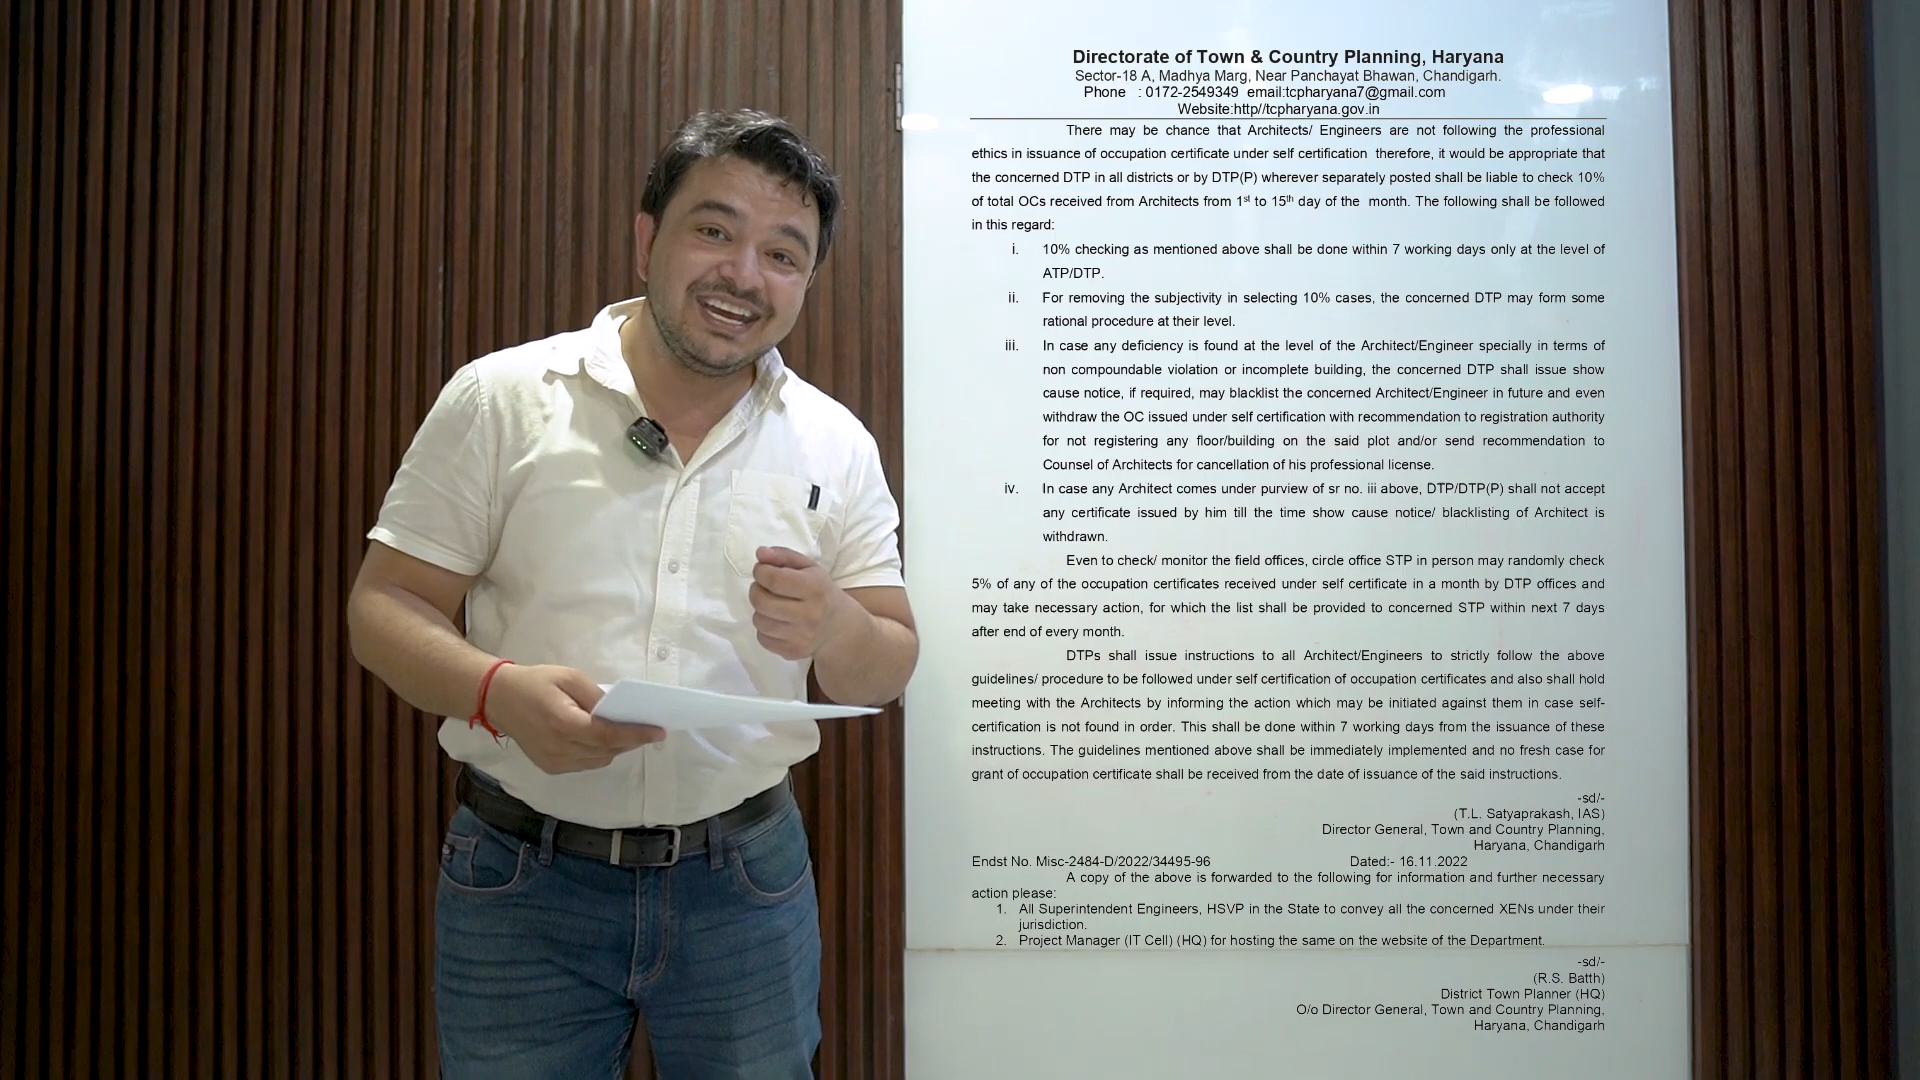 Directorate of Town & Country Planning, Haryana
Sector-18 A, Madhya Marg, Near Panchayat Bhawan, Chandigarh.
Phone : 0172-2549349 email:tcpharyana7@gmail.com
Website:http//tcpharyana.gov.in
There may be chance that Architects/ Engineers are not following the professional
ethics in issuance of occupation certificate under self certification therefore, it would be appropriate that
the concerned DTP in all districts or by DTP(P) wherever separately posted shall be liable to check 10%
of total OCs received from Architects from 1st to 15th day of the month. The following shall be followed
in this regard:
i. 10% checking as mentioned above shall be done within 7 working days only at the level of
ATP/DTP.
ii. For removing the subjectivity in selecting 10% cases, the concerned DTP may form some
rational procedure at their level.
iii. In case any deficiency is found at the level of the Architect/Engineer specially in terms of
non compoundable violation or incomplete building, the concerned DTP shall issue show
cause notice, if required, may blacklist the concerned Architect/Engineer in future and even
withdraw the OC issued under self certification with recommendation to registration authority
for not registering any floor/building on the said plot and/or send recommendation to
Counsel of Architects for cancellation of his professional license.
iv. In case any Architect comes under purview of sr no. iii above, DTP/DTP(P) shall not accept
any certificate issued by him till the time show cause notice/ blacklisting of Architect is
withdrawn.
Even to check/ monitor the field offices, circle office STP in person may randomly check
5% of any of the occupation certificates received under self certificate in a month by DTP offices and
may take necessary action, for which the list shall be provided to concerned STP within next 7 days
after end of every month.
DTPs shall issue instructions to all Architect/Engineers to strictly follow the above
guidelines/ procedure to be followed under self certification of occupation certificates and also shall hold
meeting with the Architects by informing the action which may be initiated against them in case self-
certification is not found in order. This shall be done within 7 working days from the issuance of these
instructions. The guidelines mentioned above shall be immediately implemented and no fresh case for
grant of occupation certificate shall be received from the date of issuance of the said instructions.
-sd/-
(T.L. Satyaprakash, IAS)
Director General, Town and Country Planning,
Haryana, Chandigarh
Endst No. Misc-2484-D/2022/34495-96 Dated:- 16.11.2022
A copy of the above is forwarded to the following for information and further necessary
action please:
1. All Superintendent Engineers, HSVP in the State to convey all the concerned XENs under their
jurisdiction.
2. Project Manager (IT Cell) (HQ) for hosting the same on the website of the Department.
-sd/-
(R.S. Batth)
District Town Planner (HQ)
O/o Director General, Town and Country Planning,
Haryana, Chandigarh